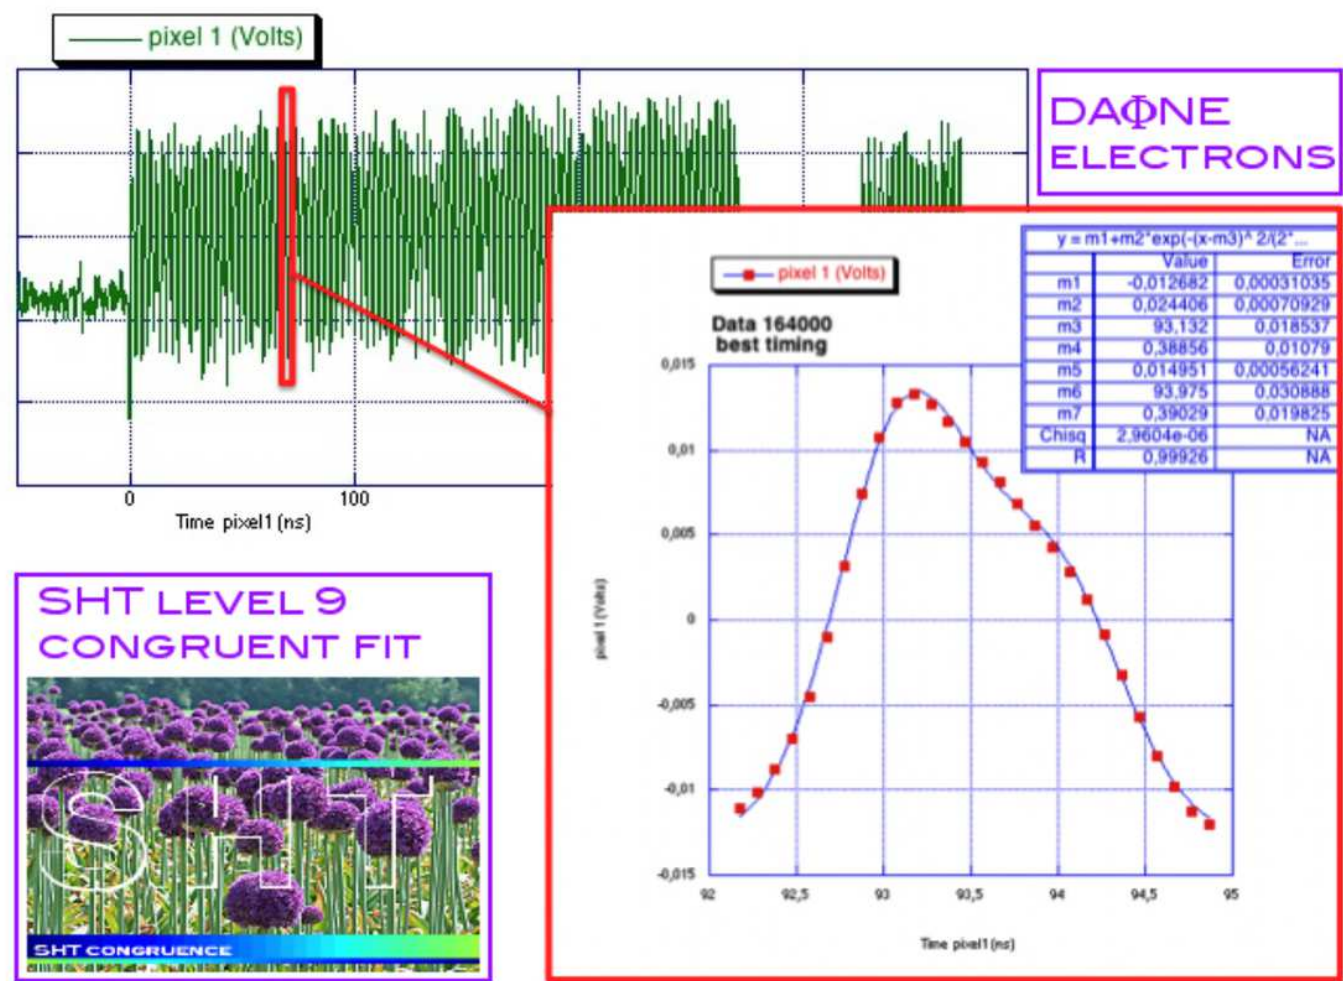 pixel 1 (Volts)
DAΦNE
ELECTRONS
0
100
Time pixel1 (ns)
y = m1+m2*exp(-(x-m3)^ 2/(2*...
Value Error
m1 -0,012682 0,00031035
m2 0,024406 0,00070929
m3 93,132 0,018537
m4 0,38856 0,01079
m5 0,014951 0,00056241
m6 93,975 0,030888
m7 0,39029 0,019825
Chisq 2,9604e-06 NA
R 0,99926 NA
pixel 1 (Volts)
Data 164000
best timing
0,015
0,01
0,005
0
-0,005
-0,01
-0,015
pixel 1 (Volts)
92
92,5
93
93,5
94
94,5
95
Time pixel1 (ns)
SHT LEVEL 9
CONGRUENT FIT
SHT
SHT CONGRUENCE